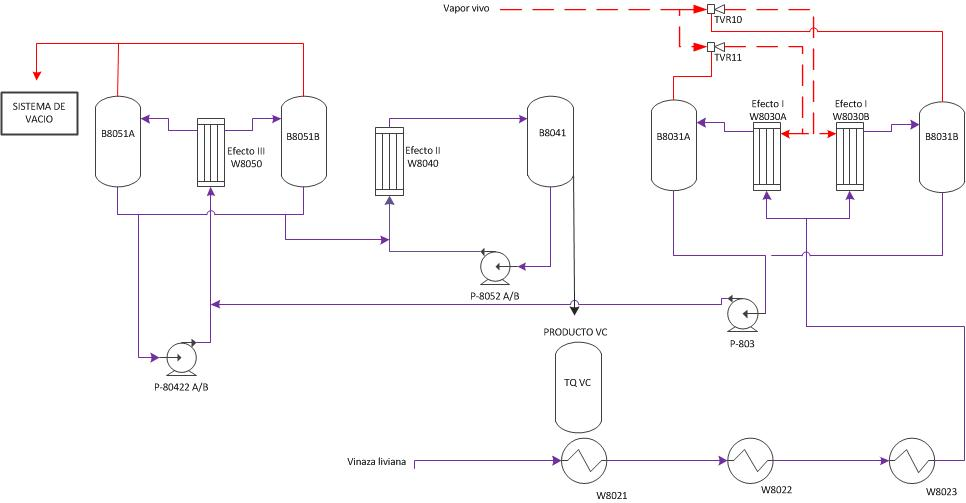 Vapor vivo
TVR10
TVR11
SISTEMA DE
VACIO
B8051A
B8051B
Efecto III
W8050
Efecto II
W8040
B8041
B8031A
Efecto I
W8030A
Efecto I
W8030B
B8031B
P-8052 A/B
PRODUCTO VC
P-803
P-80422 A/B
TQ VC
Vinaza liviana
W8021
W8022
W8023